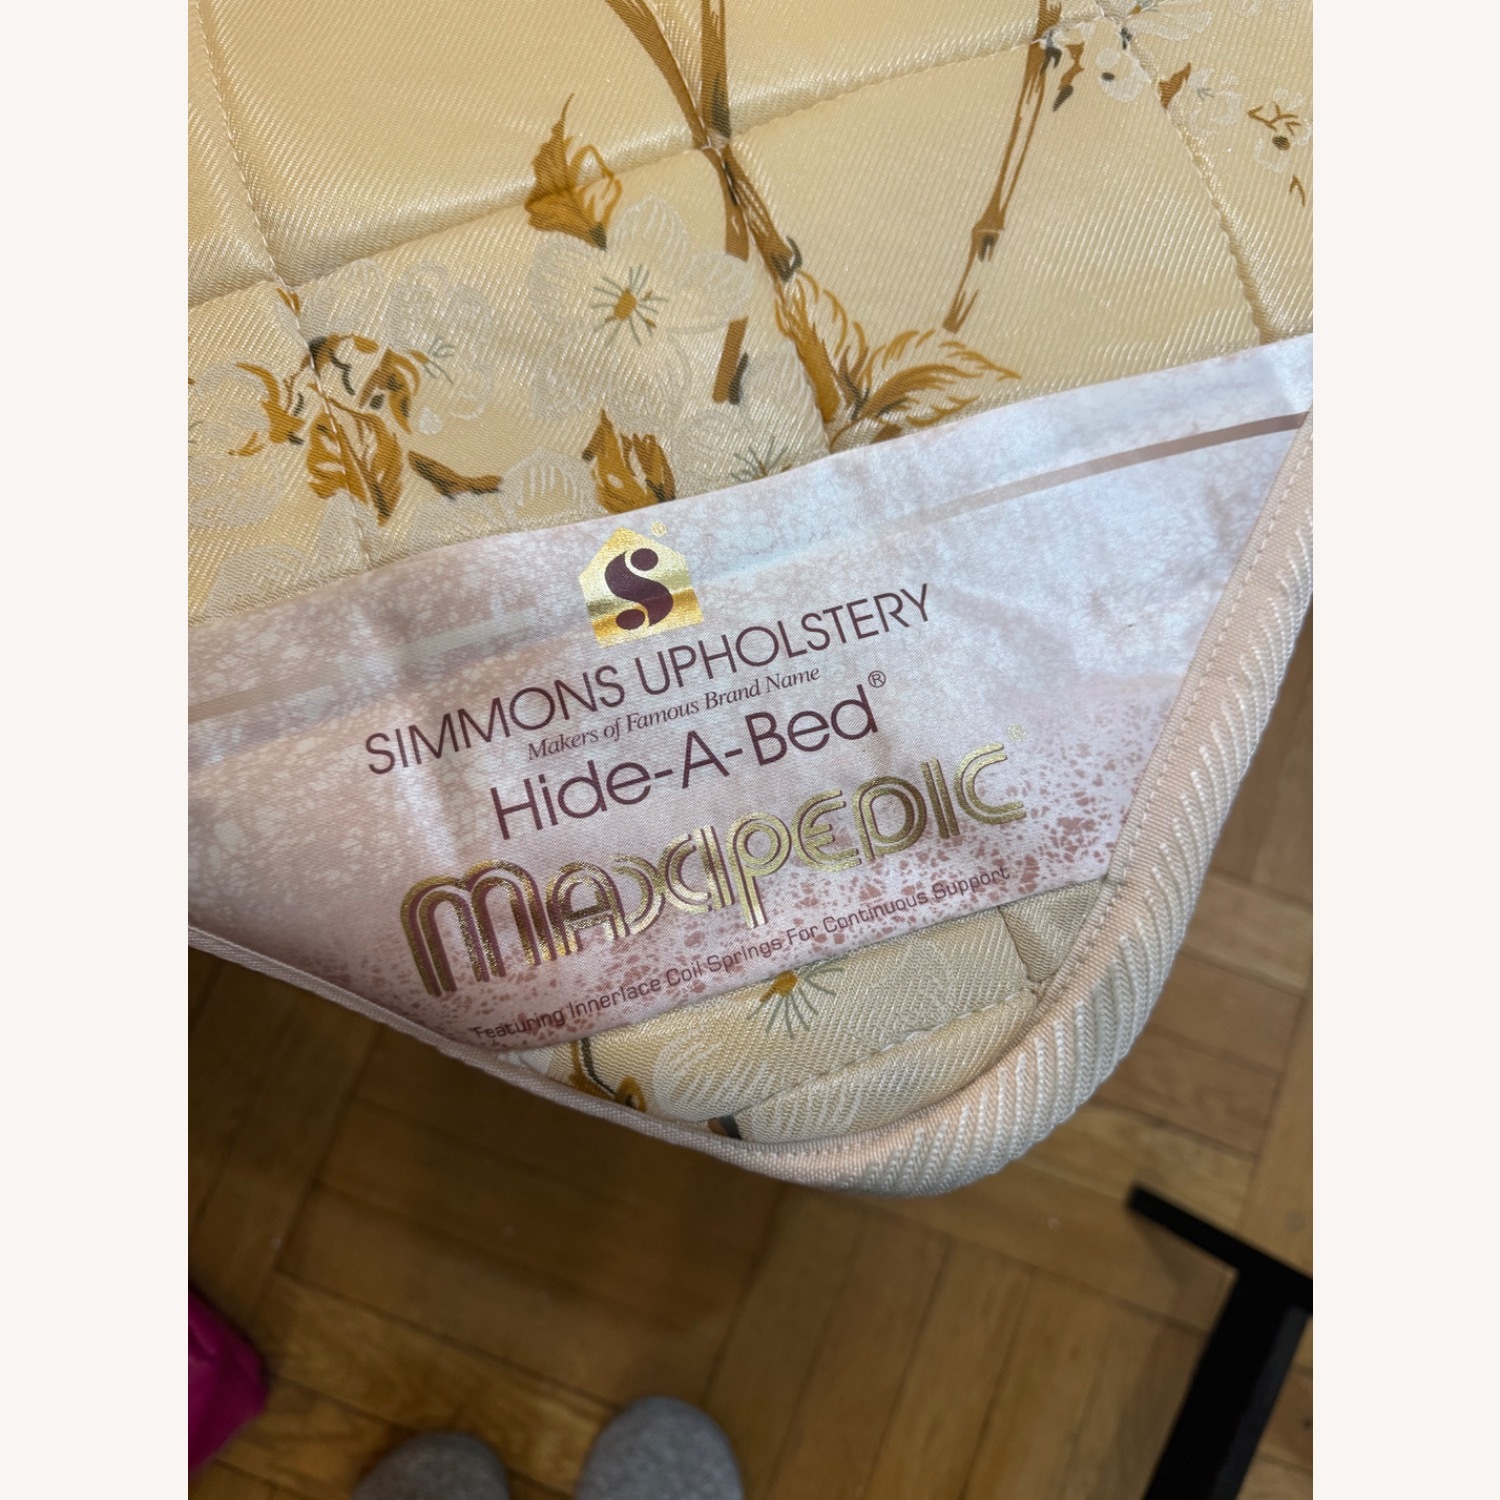 S®
SIMMONS UPHOLSTERY
Makers of Famous Brand Name
Hide-A-Bed®
MAXIPEDIC®
Featuring Innerlace Coil Springs For Continuous Support